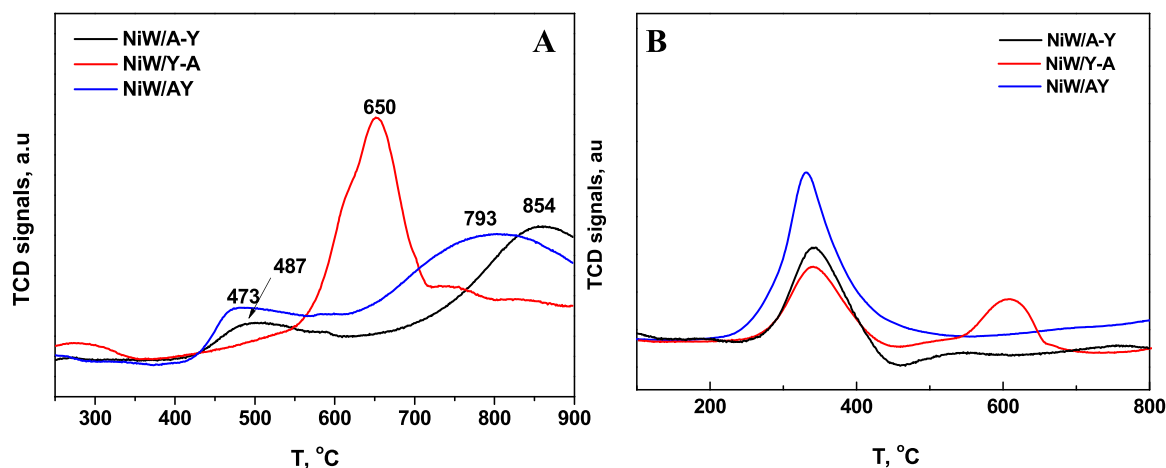 NiW/A-Y
NiW/Y-A
NiW/AY
A
650
793
854
487
473
TCD signals, a.u
300 400 500 600 700 800 900
T, °C
B
NiW/A-Y
NiW/Y-A
NiW/AY
TCD signals, au
200 400 600 800
T, °C